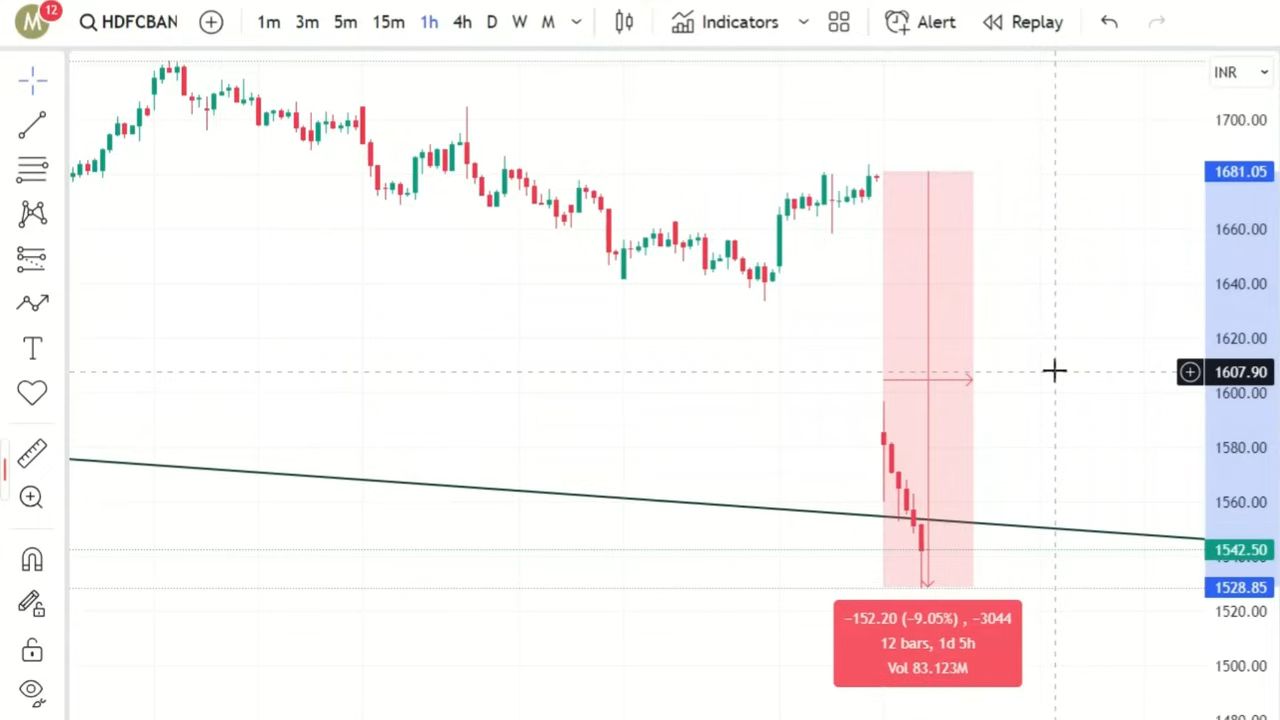 M 12 HDFCBAN 1m 3m 5m 15m 1h 4h D W M Indicators Alert Replay
INR
1700.00
1681.05
1660.00
1640.00
1620.00
1607.90
1600.00
1580.00
1560.00
1542.50
1528.85
1520.00
1500.00
−152.20 (−9.05%) , −3044
12 bars, 1d 5h
Vol 83.123M